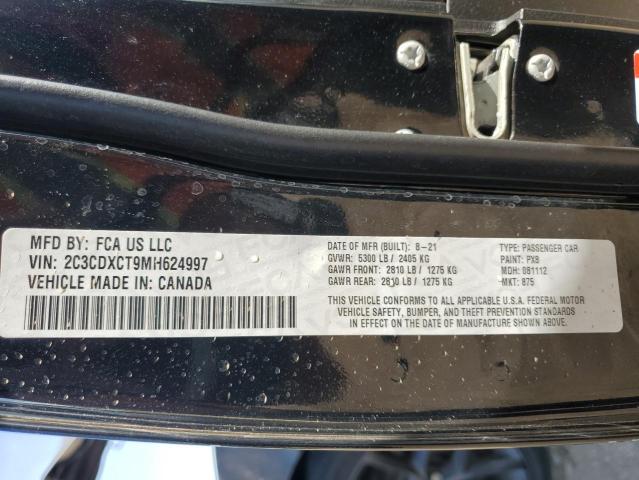 MFD BY: FCA US LLC
VIN: 2C3CDXCT9MH624997
VEHICLE MADE IN: CANADA
DATE OF MFR (BUILT): 8-21
GVWR: 5300 LB / 2405 KG
GAWR FRONT: 2810 LB / 1275 KG
GAWR REAR: 2810 LB / 1275 KG
TYPE: PASSENGER CAR
PAINT: PX8
MDH: 081112
MKT: 875
THIS VEHICLE CONFORMS TO ALL APPLICABLE U.S.A. FEDERAL MOTOR
VEHICLE SAFETY, BUMPER, AND THEFT PREVENTION STANDARDS
IN EFFECT ON THE DATE OF MANUFACTURE SHOWN ABOVE.